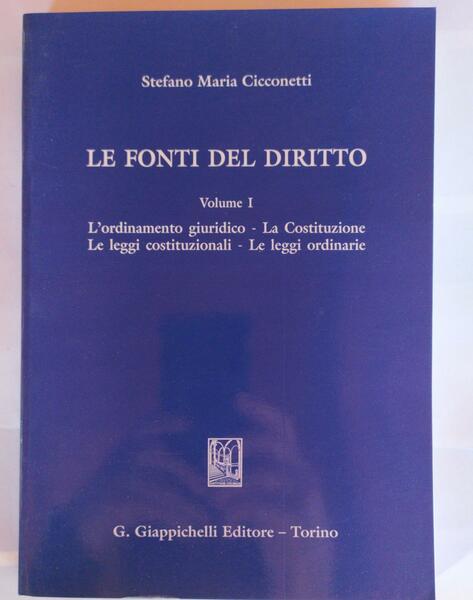 Stefano Maria Cicconetti
LE FONTI DEL DIRITTO
Volume I
L'ordinamento giuridico - La Costituzione
Le leggi costituzionali - Le leggi ordinarie
G. Giappichelli Editore – Torino